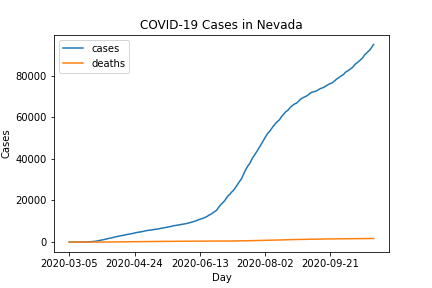 COVID-19 Cases in Nevada
cases
deaths
80000
60000
40000
20000
0
Cases
2020-03-05 2020-04-24 2020-06-13 2020-08-02 2020-09-21
Day